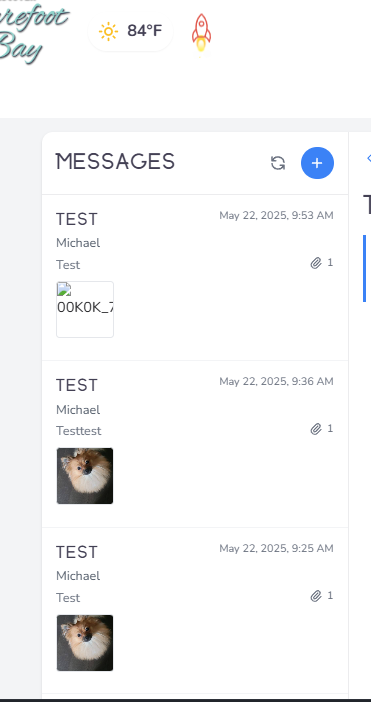 refoot
Bay
84°F
MESSAGES
TEST
May 22, 2025, 9:53 AM
Michael
Test
1
00K0K_7
TEST
May 22, 2025, 9:36 AM
Michael
Testtest
1
TEST
May 22, 2025, 9:25 AM
Michael
Test
1